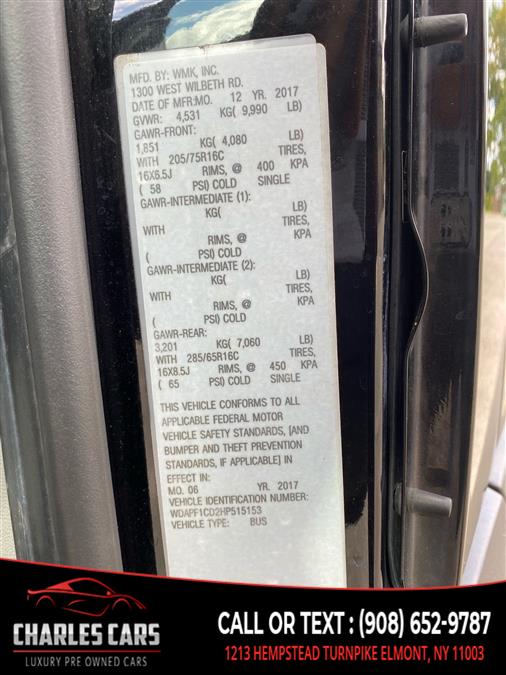 MFD. BY: WMK, INC.
1300 WEST WILBETH RD.
DATE OF MFR:MO. 12 YR. 2017
GVWR: 4,531 KG( 9,990 LB)
GAWR-FRONT:
1,851 KG( 4,080 LB)
WITH 205/75R16C TIRES,
16X6.5J RIMS, @ 400 KPA
( 58 PSI) COLD SINGLE
GAWR-INTERMEDIATE (1):
KG( LB)
WITH TIRES,
RIMS, @ KPA
( PSI) COLD
GAWR-INTERMEDIATE (2):
KG( LB)
WITH TIRES,
RIMS, @ KPA
( PSI) COLD
GAWR-REAR:
3,201 KG( 7,060 LB)
WITH 285/65R16C TIRES,
16X8.5J RIMS, @ 450 KPA
( 65 PSI) COLD SINGLE
THIS VEHICLE CONFORMS TO ALL
APPLICABLE FEDERAL MOTOR
VEHICLE SAFETY STANDARDS, [AND
BUMPER AND THEFT PREVENTION
STANDARDS, IF APPLICABLE] IN
EFFECT IN:
MO. 06 YR. 2017
VEHICLE IDENTIFICATION NUMBER:
WDAPF1CD2HP515153
VEHICLE TYPE: BUS
CHARLES CARS
LUXURY PRE OWNED CARS
CALL OR TEXT : (908) 652-9787
1213 HEMPSTEAD TURNPIKE ELMONT, NY 11003